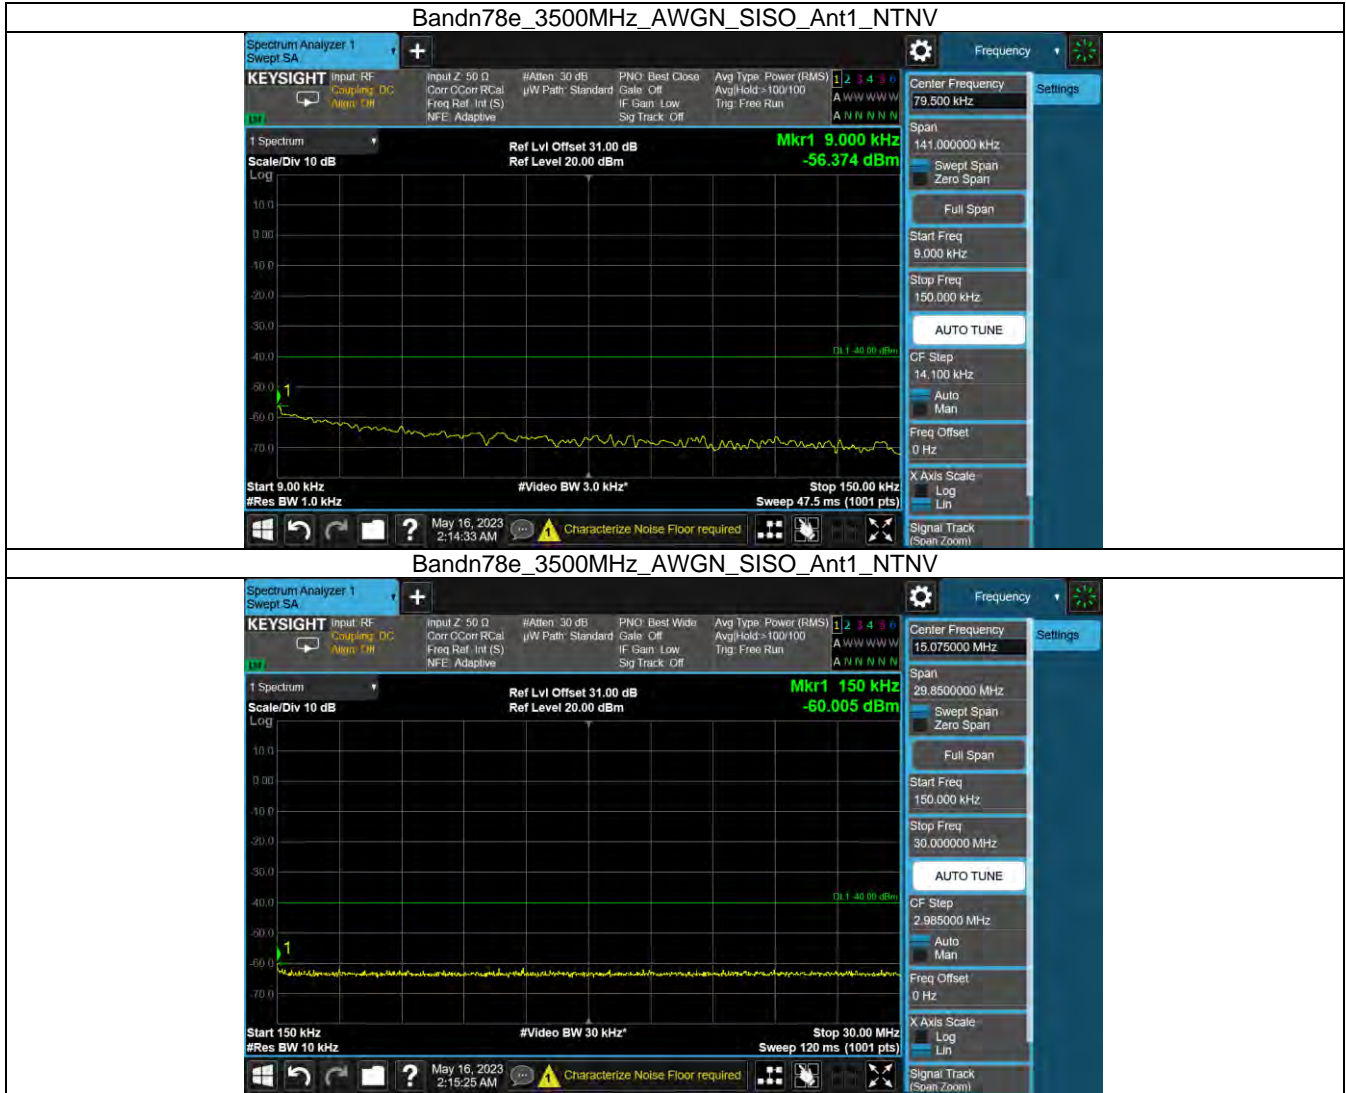 Bandn78e_3500MHz_AWGN_SISO_Ant1_NTNV
Spectrum Analyzer 1
Swept SA
Frequency
KEYSIGHT
Input: RF
Coupling: DC
Align: Off
Input Z: 50 Ω
Corr CCorr RCal
Freq Ref: Int (S)
NFE: Adaptive
#Atten: 30 dB
µW Path: Standard
PNO: Best Close
Gate: Off
IF Gain: Low
Sig Track: Off
Avg Type: Power (RMS)
Avg|Hold:>100/100
Trig: Free Run
1 2 3 4 5 6
A W W W W W
A N N N N N
Center Frequency
79.500 kHz
Settings
1 Spectrum
Scale/Div 10 dB
Log
Ref Lvl Offset 31.00 dB
Ref Level 20.00 dBm
Mkr1 9.000 kHz
-56.374 dBm
Span
141.000000 kHz
Swept Span
Zero Span
Full Span
Start Freq
9.000 kHz
Stop Freq
150.000 kHz
AUTO TUNE
CF Step
14.100 kHz
Auto
Man
Freq Offset
0 Hz
X Axis Scale
Log
Lin
Signal Track
(Span Zoom)
10.0
0.00
-10.0
-20.0
-30.0
-40.0
-50.0
-60.0
-70.0
DL1 -40.00 dBm
1
Start 9.00 kHz
#Video BW 3.0 kHz*
Stop 150.00 kHz
#Res BW 1.0 kHz
Sweep 47.5 ms (1001 pts)
?
May 16, 2023
2:14:33 AM
Characterize Noise Floor required
Bandn78e_3500MHz_AWGN_SISO_Ant1_NTNV
Spectrum Analyzer 1
Swept SA
Frequency
KEYSIGHT
Input: RF
Coupling: DC
Align: Off
Input Z: 50 Ω
Corr CCorr RCal
Freq Ref: Int (S)
NFE: Adaptive
#Atten: 30 dB
µW Path: Standard
PNO: Best Wide
Gate: Off
IF Gain: Low
Sig Track: Off
Avg Type: Power (RMS)
Avg|Hold:>100/100
Trig: Free Run
1 2 3 4 5 6
A W W W W W
A N N N N N
Center Frequency
15.075000 MHz
Settings
1 Spectrum
Scale/Div 10 dB
Log
Ref Lvl Offset 31.00 dB
Ref Level 20.00 dBm
Mkr1 150 kHz
-60.005 dBm
Span
29.8500000 MHz
Swept Span
Zero Span
Full Span
Start Freq
150.000 kHz
Stop Freq
30.000000 MHz
AUTO TUNE
CF Step
2.985000 MHz
Auto
Man
Freq Offset
0 Hz
X Axis Scale
Log
Lin
Signal Track
(Span Zoom)
10.0
0.00
-10.0
-20.0
-30.0
-40.0
-50.0
-60.0
-70.0
DL1 -40.00 dBm
1
Start 150 kHz
#Video BW 30 kHz*
Stop 30.00 MHz
#Res BW 10 kHz
Sweep 120 ms (1001 pts)
?
May 16, 2023
2:15:25 AM
Characterize Noise Floor required